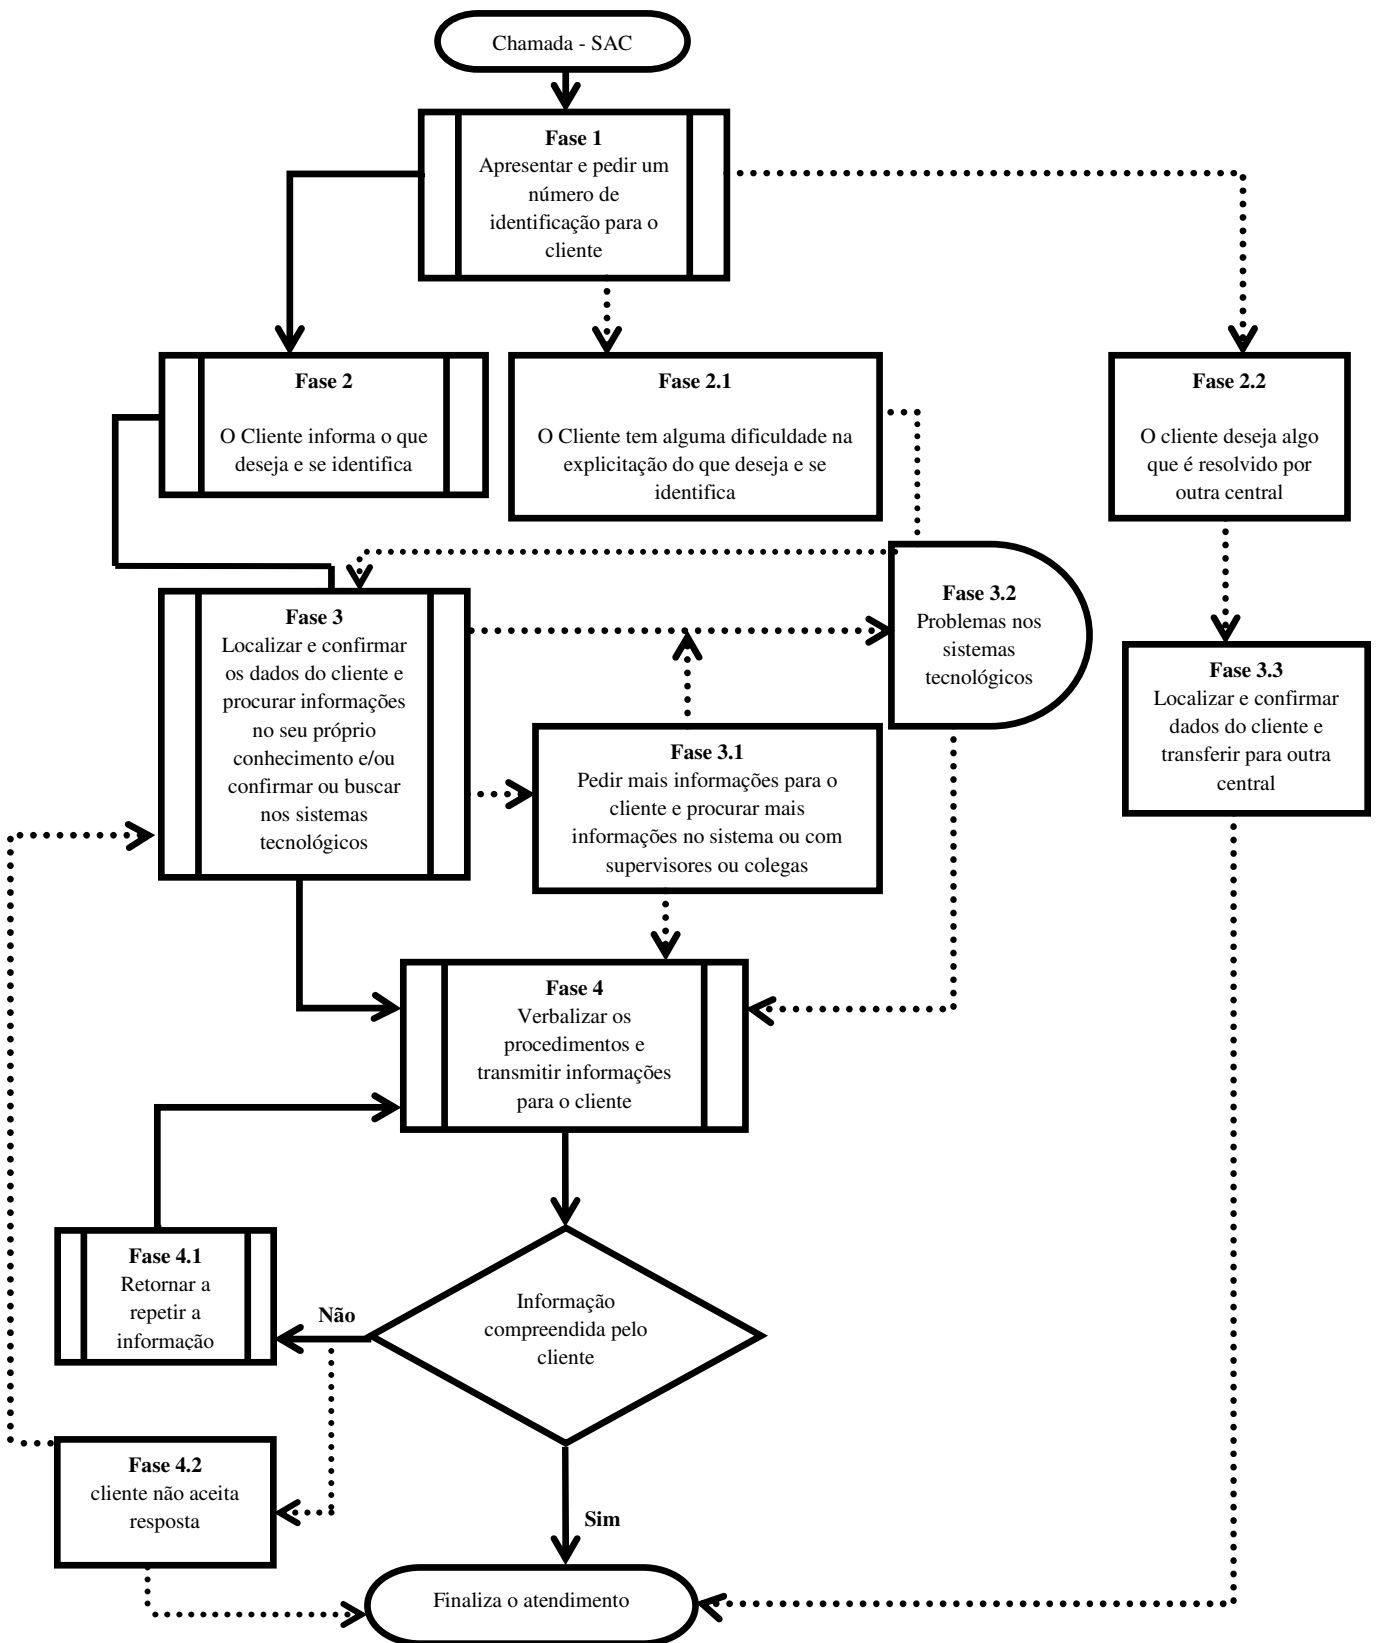 Chamada - SAC
Fase 1
Apresentar e pedir um
número de
identificação para o
cliente
Fase 2
O Cliente informa o que
deseja e se identifica
Fase 2.1
O Cliente tem alguma dificuldade na
explicitação do que deseja e se
identifica
Fase 2.2
O cliente deseja algo
que é resolvido por
outra central
Fase 3
Localizar e confirmar
os dados do cliente e
procurar informações
no seu próprio
conhecimento e/ou
confirmar ou buscar
nos sistemas
tecnológicos
Fase 3.2
Problemas nos
sistemas
tecnológicos
Fase 3.3
Localizar e confirmar
dados do cliente e
transferir para outra
central
Fase 3.1
Pedir mais informações para o
cliente e procurar mais
informações no sistema ou com
supervisores ou colegas
Fase 4
Verbalizar os
procedimentos e
transmitir informações
para o cliente
Fase 4.1
Retornar a
repetir a
informação
Não
Informação
compreendida pelo
cliente
Fase 4.2
cliente não aceita
resposta
Sim
Finaliza o atendimento